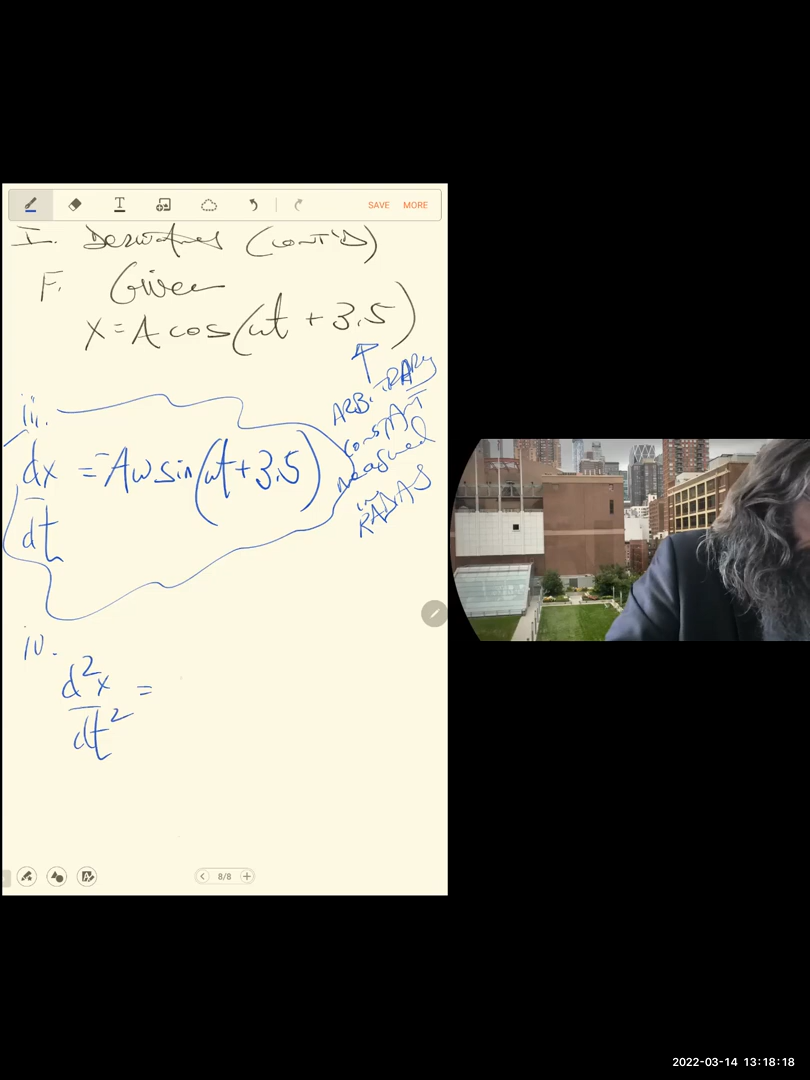 SAVE MORE
I. Derivatives (CONT'D)
F. Given
x = A cos(ωt + 3.5)
↑
ARBITRARY
CONSTANT
measured
in
RADIANS
iii.
dx/dt = -Aω sin(ωt + 3.5)
iv.
d²x/dt² =
8/8
2022-03-14 13:18:18